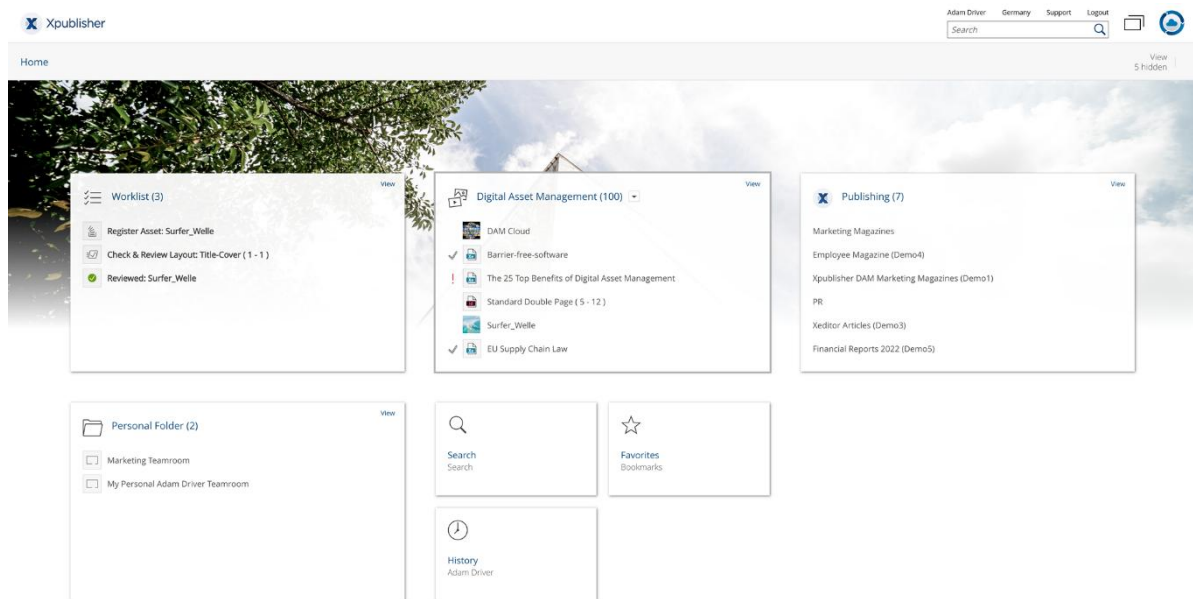 Adam Driver Germany Support Logout
Xpublisher
Search
Home
View
5 hidden
View
Worklist (3)
Register Asset: Surfer_Welle
Check & Review Layout: Title-Cover ( 1 - 1 )
Reviewed: Surfer_Welle
View
Digital Asset Management (100)
DAM Cloud
Barrier-free-software
The 25 Top Benefits of Digital Asset Management
Standard Double Page ( 5 - 12 )
Surfer_Welle
EU Supply Chain Law
View
Publishing (7)
Marketing Magazines
Employee Magazine (Demo4)
Xpublisher DAM Marketing Magazines (Demo1)
PR
Xeditor Articles (Demo3)
Financial Reports 2022 (Demo5)
View
Personal Folder (2)
Marketing Teamroom
My Personal Adam Driver Teamroom
Search
Search
Favorites
Bookmarks
History
Adam Driver